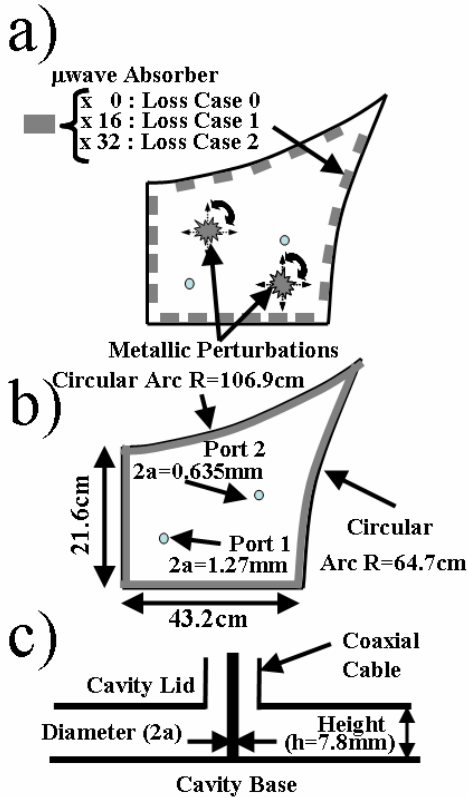 a)
μwave Absorber
x 0 : Loss Case 0
x 16 : Loss Case 1
x 32 : Loss Case 2
Metallic Perturbations
b)
Circular Arc R=106.9cm
Port 2
2a=0.635mm
21.6cm
Port 1
2a=1.27mm
Circular
Arc R=64.7cm
43.2cm
c)
Coaxial
Cable
Cavity Lid
Diameter (2a)
Height
(h=7.8mm)
Cavity Base